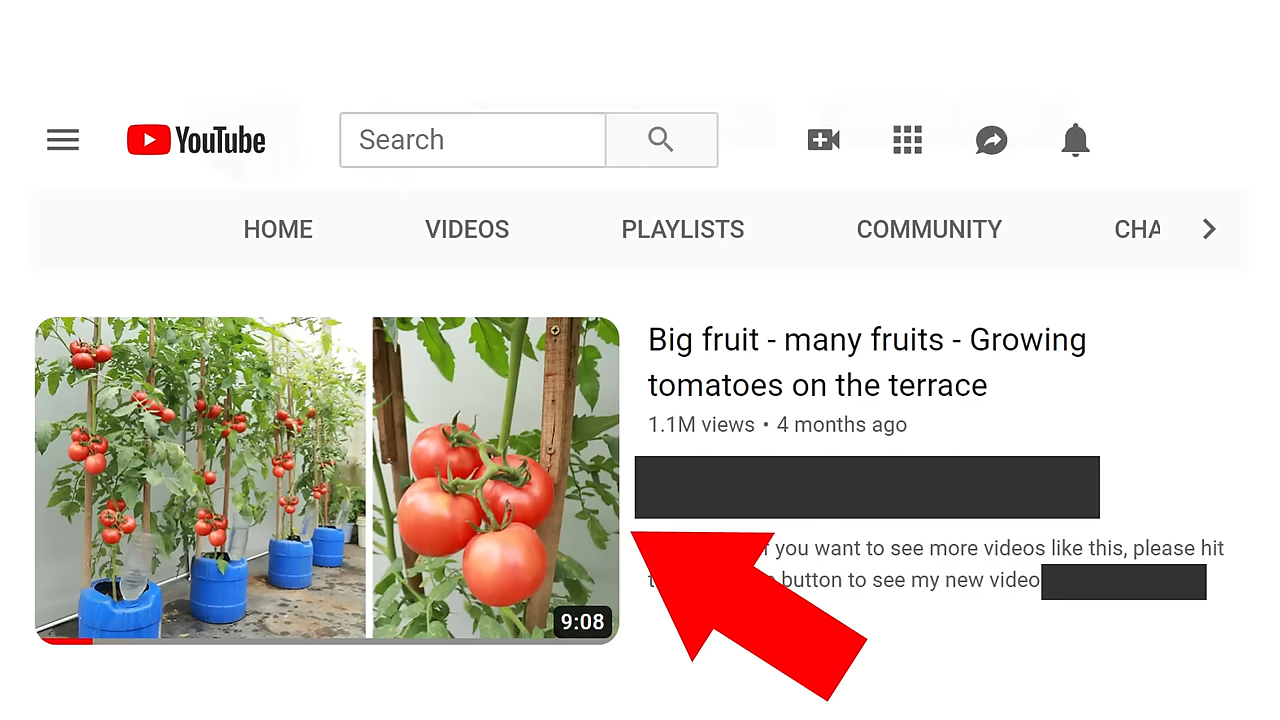 YouTube
Search
HOME VIDEOS PLAYLISTS COMMUNITY
Big fruit - many fruits - Growing
tomatoes on the terrace
1.1M views • 4 months ago
you want to see more videos like this, please hit
button to see my new video
9:08